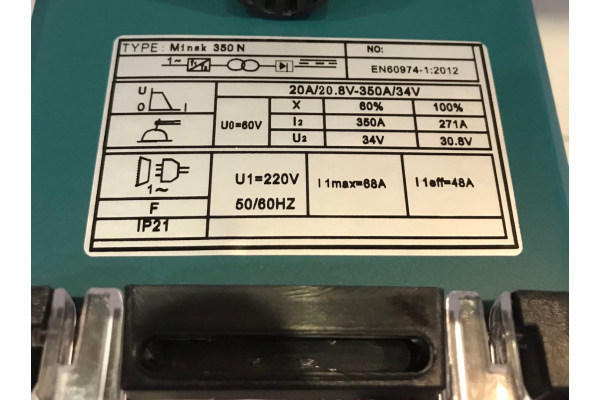 TYPE: Minsk 350 N NO:
1~ EN60974-1:2012
U 20A/20.8V-350A/34V
O I X 60% 100%
U0=60V I2 350A 271A
U2 34V 30.8V
U1=220V I1max=68A I1eff=48A
1~ 50/60HZ
F
IP21